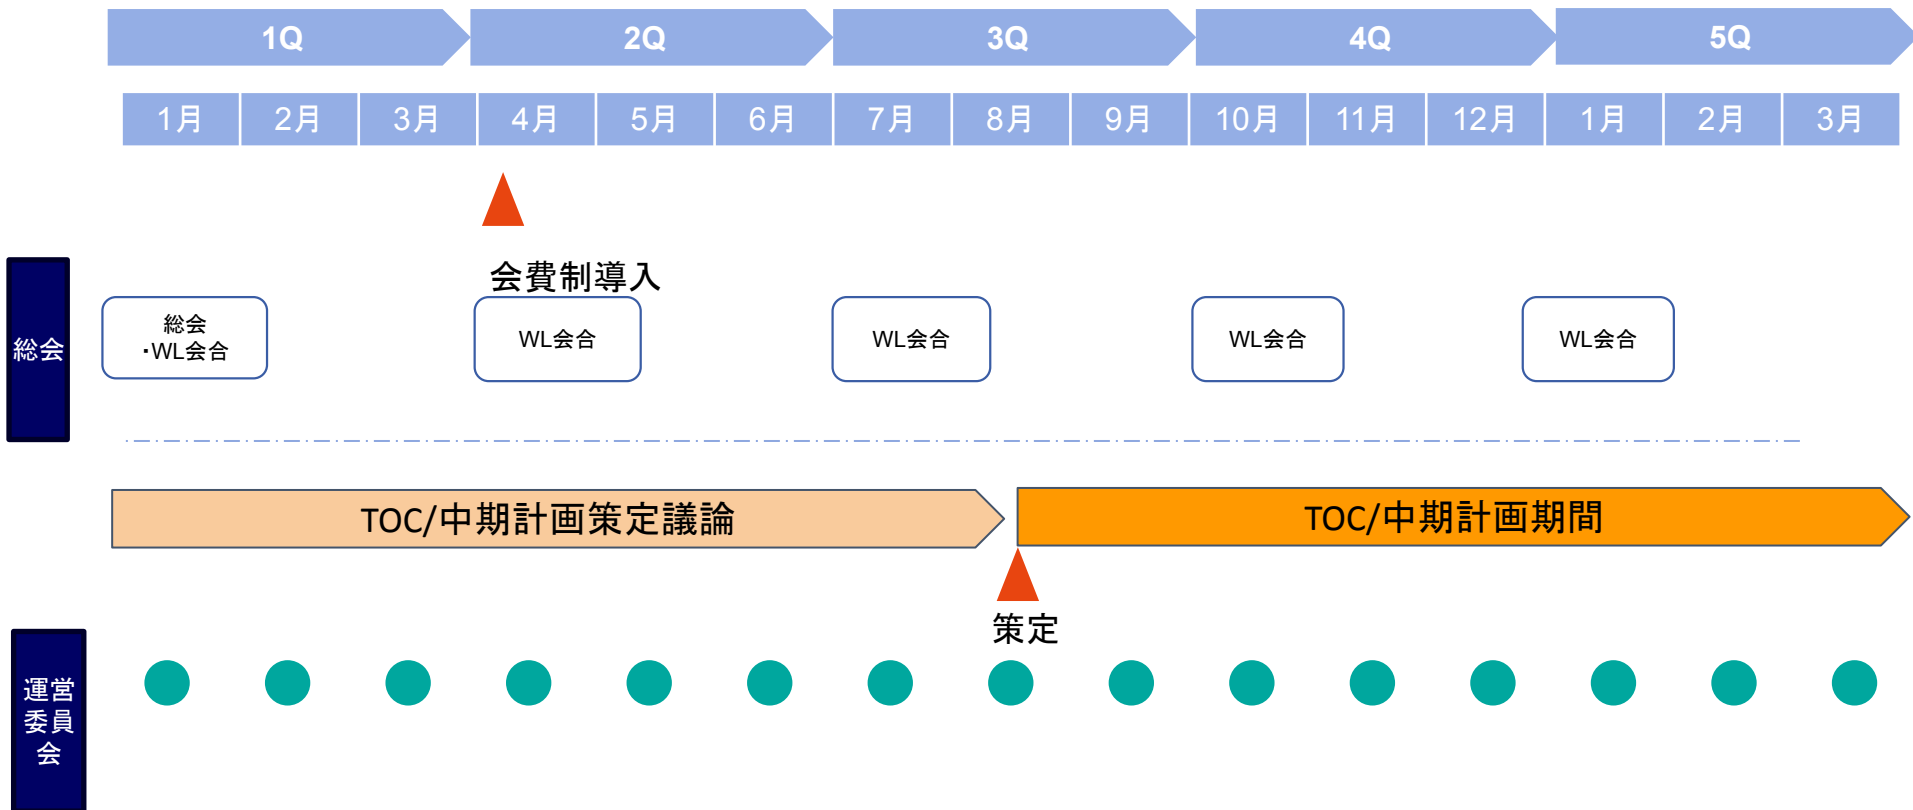 1Q
2Q
3Q
4Q
5Q
1月
2月
3月
4月
5月
6月
7月
8月
9月
10月
11月
12月
1月
2月
3月
会費制導入
総会
総会
・WL会合
WL会合
WL会合
WL会合
WL会合
TOC/中期計画策定議論
TOC/中期計画期間
策定
運営
委員
会